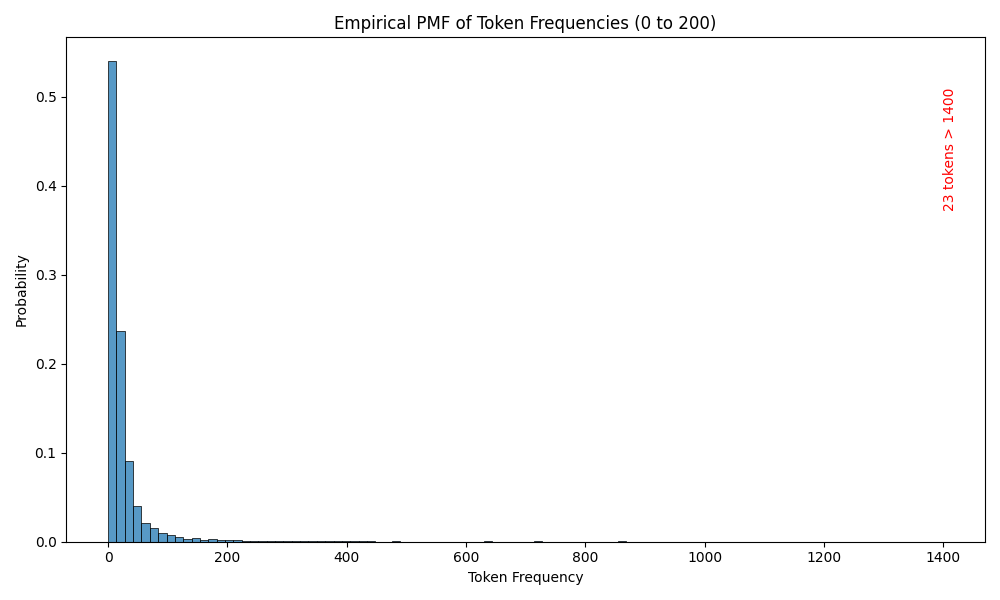 Empirical PMF of Token Frequencies (0 to 200)
Probability
0.5
0.4
0.3
0.2
0.1
0.0
23 tokens > 1400
0 200 400 600 800 1000 1200 1400
Token Frequency